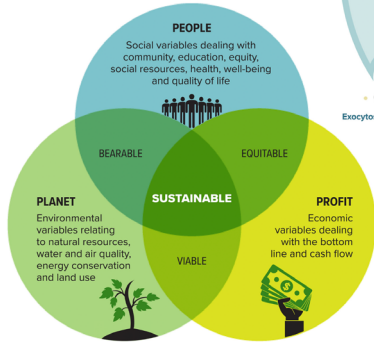 PEOPLE
Social variables dealing with
community, education, equity,
social resources, health, well-being
and quality of life
Exocyto
BEARABLE
EQUITABLE
SUSTAINABLE
PLANET
Environmental
variables relating
to natural resources,
water and air quality,
energy conservation
and land use
PROFIT
Economic
variables dealing
with the bottom
line and cash flow
VIABLE
$